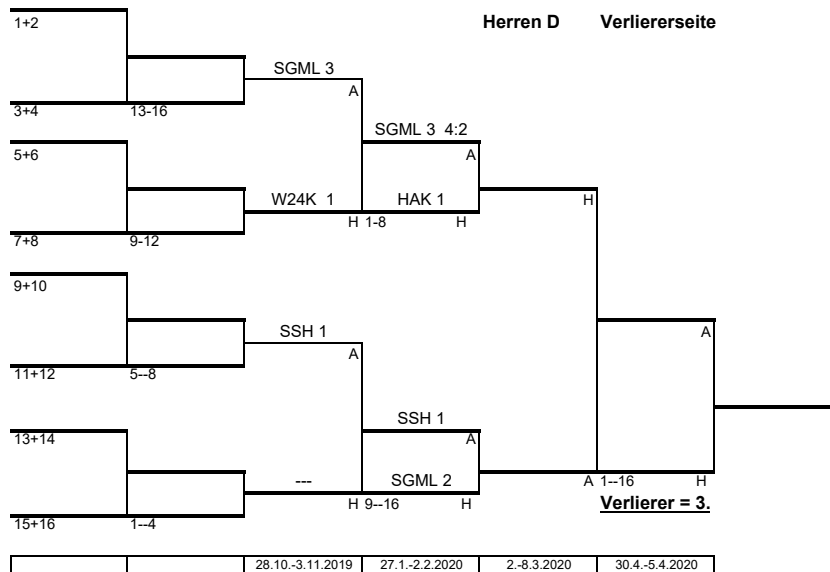 Herren D Verliererseite
1+2
SGML 3
A
3+4 13-16
SGML 3 4:2
5+6 A
W24K 1 HAK 1 H
H 1-8 H
7+8 9-12
9+10
SSH 1 A
A
11+12 5--8
SSH 1
13+14 A
--- SGML 2 A 1--16 H
H 9--16 H Verlierer = 3.
15+16 1--4
28.10.-3.11.2019 27.1.-2.2.2020 2.-8.3.2020 30.4.-5.4.2020